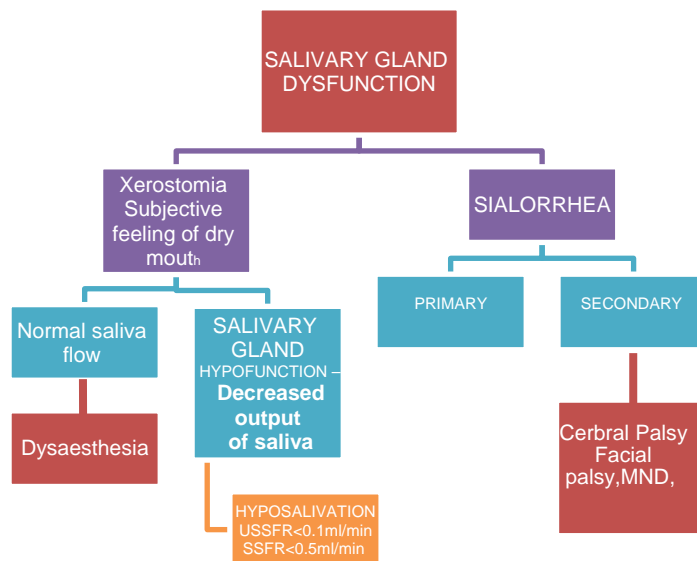 SALIVARY GLAND
DYSFUNCTION
Xerostomia
Subjective
feeling of dry
mouth
SIALORRHEA
Normal saliva
flow
SALIVARY
GLAND
HYPOFUNCTION –
Decreased
output
of saliva
PRIMARY
SECONDARY
Dysaesthesia
Cerbral Palsy
Facial
palsy,MND,
HYPOSALIVATION
USSFR<0.1ml/min
SSFR<0.5ml/min